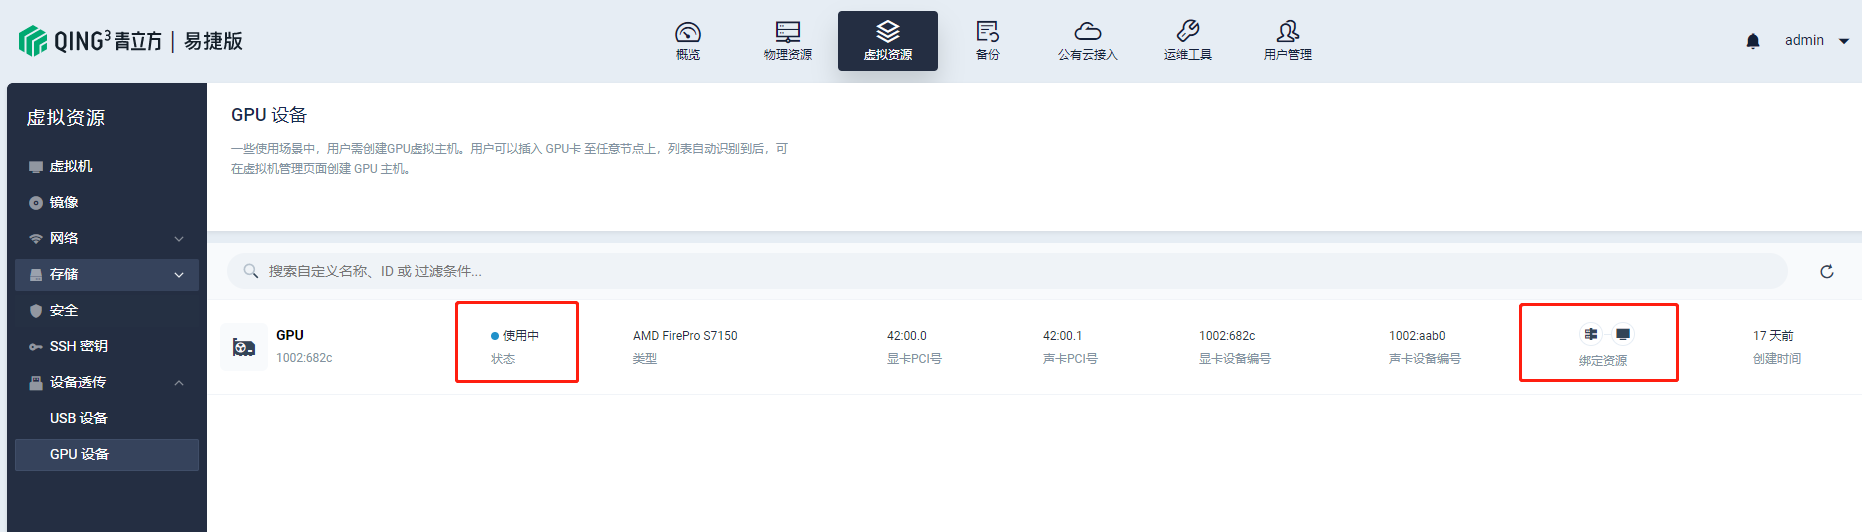 QING³青立方 | 易捷版
概览
物理资源
虚拟资源
备份
公有云接入
运维工具
用户管理
admin
虚拟资源
虚拟机
镜像
网络
存储
安全
SSH 密钥
设备透传
USB 设备
GPU 设备
GPU 设备
一些使用场景中，用户需创建GPU虚拟主机。用户可以插入 GPU卡 至任意节点上，列表自动识别到后，可
在虚拟机管理页面创建 GPU 主机。
搜索自定义名称、ID 或 过滤条件...
GPU
1002:682c
使用中
状态
AMD FirePro S7150
类型
42:00.0
显卡PCI号
42:00.1
声卡PCI号
1002:682c
显卡设备编号
1002:aab0
声卡设备编号
绑定资源
17 天前
创建时间